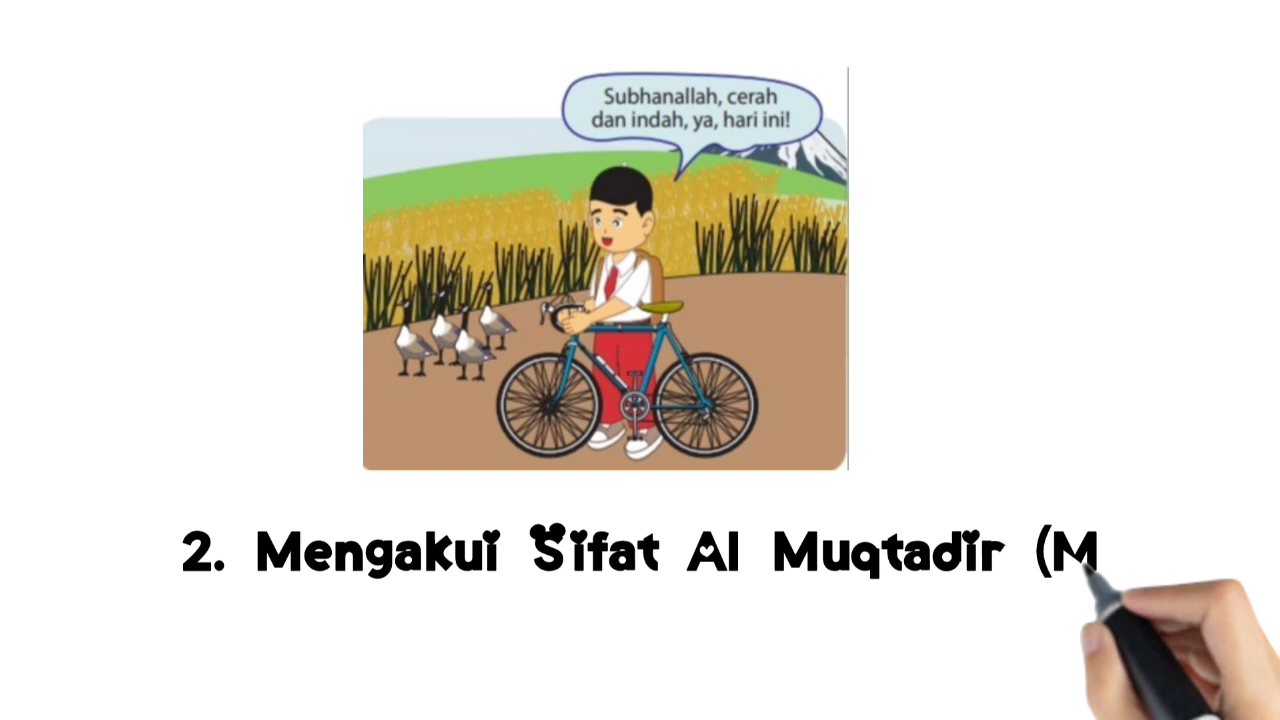 Subhanallah, cerah
dan indah, ya, hari ini!
2. Mengakui Sifat Al Muqtadir (M